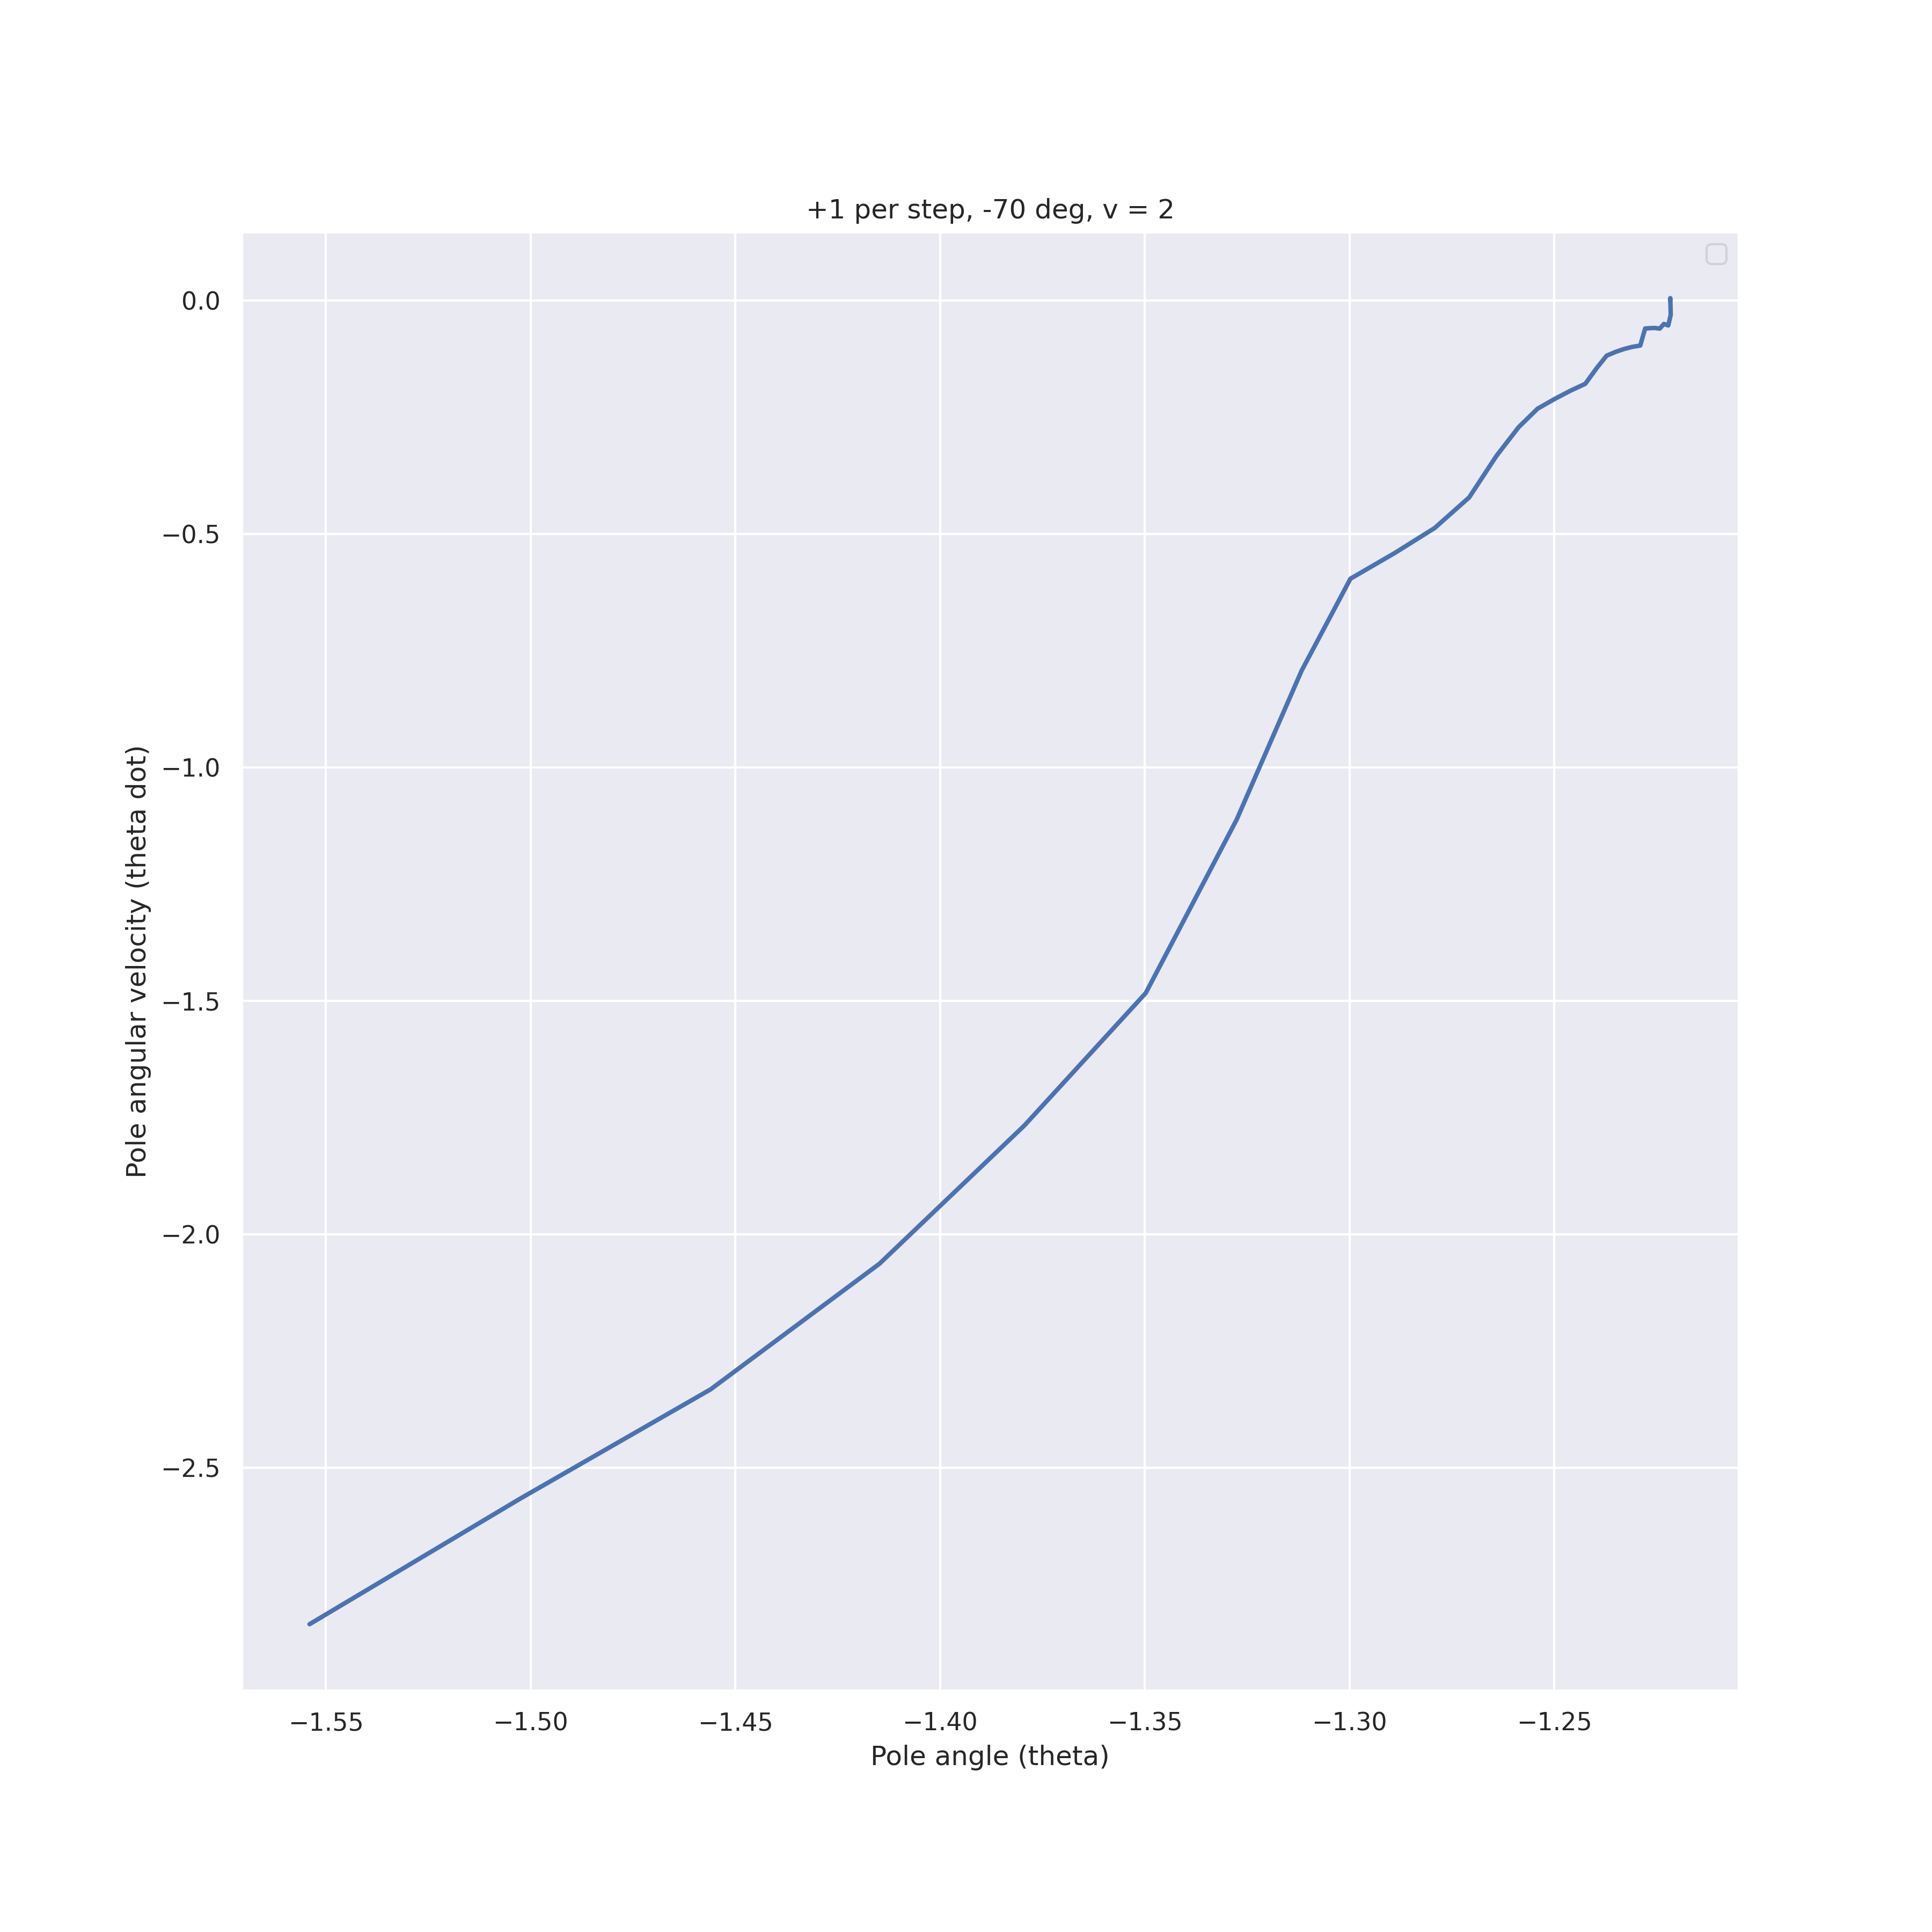 +1 per step, -70 deg, v = 2
0.0
−0.5
−1.0
−1.5
−2.0
−2.5
Pole angular velocity (theta dot)
−1.55 −1.50 −1.45 −1.40 −1.35 −1.30 −1.25
Pole angle (theta)